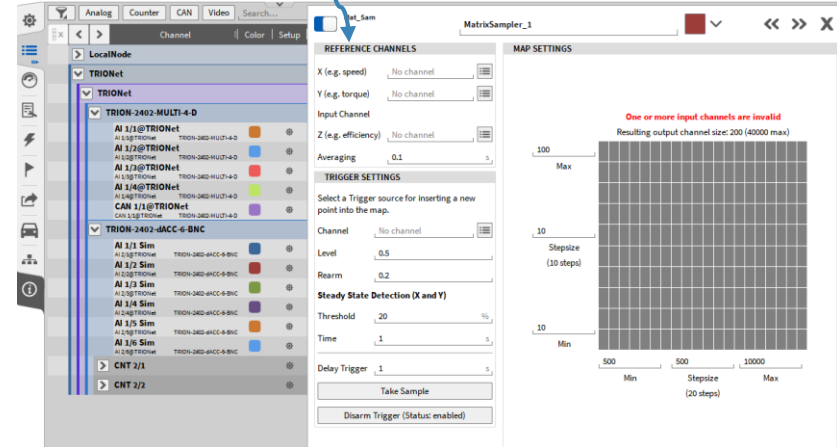 Analog Counter CAN Video Search...
Channel Color Setup
LocalNode
TRIONet
TRIONet
TRION-2402-MULTI-4-D
AI 1/1@TRIONet
AI 1/1@TRIONet TRION-2402-MULTI-4-D
AI 1/2@TRIONet
AI 1/2@TRIONet TRION-2402-MULTI-4-D
AI 1/3@TRIONet
AI 1/3@TRIONet TRION-2402-MULTI-4-D
AI 1/4@TRIONet
AI 1/4@TRIONet TRION-2402-MULTI-4-D
CAN 1/1@TRIONet
CAN 1/1@TRIONet TRION-2402-MULTI-4-D
TRION-2402-dACC-6-BNC
AI 1/1 Sim
AI 2/1@TRIONet TRION-2402-dACC-6-BNC
AI 1/2 Sim
AI 2/2@TRIONet TRION-2402-dACC-6-BNC
AI 1/3 Sim
AI 2/3@TRIONet TRION-2402-dACC-6-BNC
AI 1/4 Sim
AI 2/4@TRIONet TRION-2402-dACC-6-BNC
AI 1/5 Sim
AI 2/5@TRIONet TRION-2402-dACC-6-BNC
AI 1/6 Sim
AI 2/6@TRIONet TRION-2402-dACC-6-BNC
CNT 2/1
CNT 2/2
MatrixSampler_1
REFERENCE CHANNELS
X (e.g. speed) No channel
Y (e.g. torque) No channel
Input Channel
Z (e.g. efficiency) No channel
Averaging 0.1 s
TRIGGER SETTINGS
Select a Trigger source for inserting a new
point into the map.
Channel No channel
Level 0.5
Rearm 0.2
Steady State Detection (X and Y)
Threshold 20 %
Time 1 s
Delay Trigger 1 s
Take Sample
Disarm Trigger (Status: enabled)
MAP SETTINGS
One or more input channels are invalid
Resulting output channel size: 200 (40000 max)
100
Max
10
Stepsize
(10 steps)
10
Min
500 500 10000
Min Stepsize Max
(20 steps)